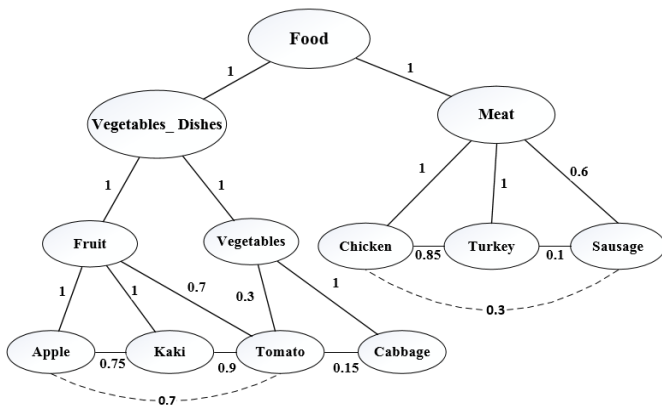 Food
1
1
Vegetables_ Dishes
Meat
1
1
1
1
0.6
Fruit
Vegetables
Chicken
Turkey
Sausage
0.85
0.1
1
1
0.7
0.3
1
0.3
Apple
Kaki
Tomato
Cabbage
0.75
0.9
0.15
0.7